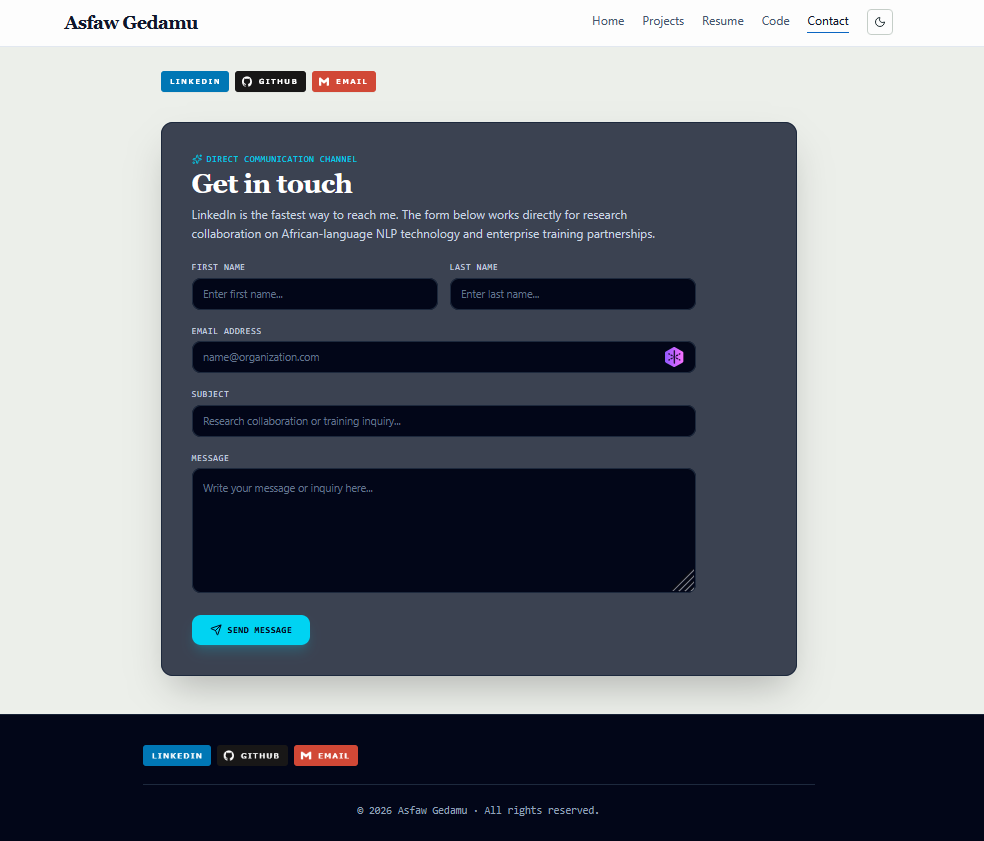 Asfaw Gedamu
Home Projects Resume Code Contact
LINKEDIN GITHUB EMAIL
DIRECT COMMUNICATION CHANNEL
Get in touch
LinkedIn is the fastest way to reach me. The form below works directly for research
collaboration on African-language NLP technology and enterprise training partnerships.
FIRST NAME LAST NAME
Enter first name... Enter last name...
EMAIL ADDRESS
name@organization.com
SUBJECT
Research collaboration or training inquiry...
MESSAGE
Write your message or inquiry here...
SEND MESSAGE
LINKEDIN GITHUB EMAIL
© 2026 Asfaw Gedamu · All rights reserved.